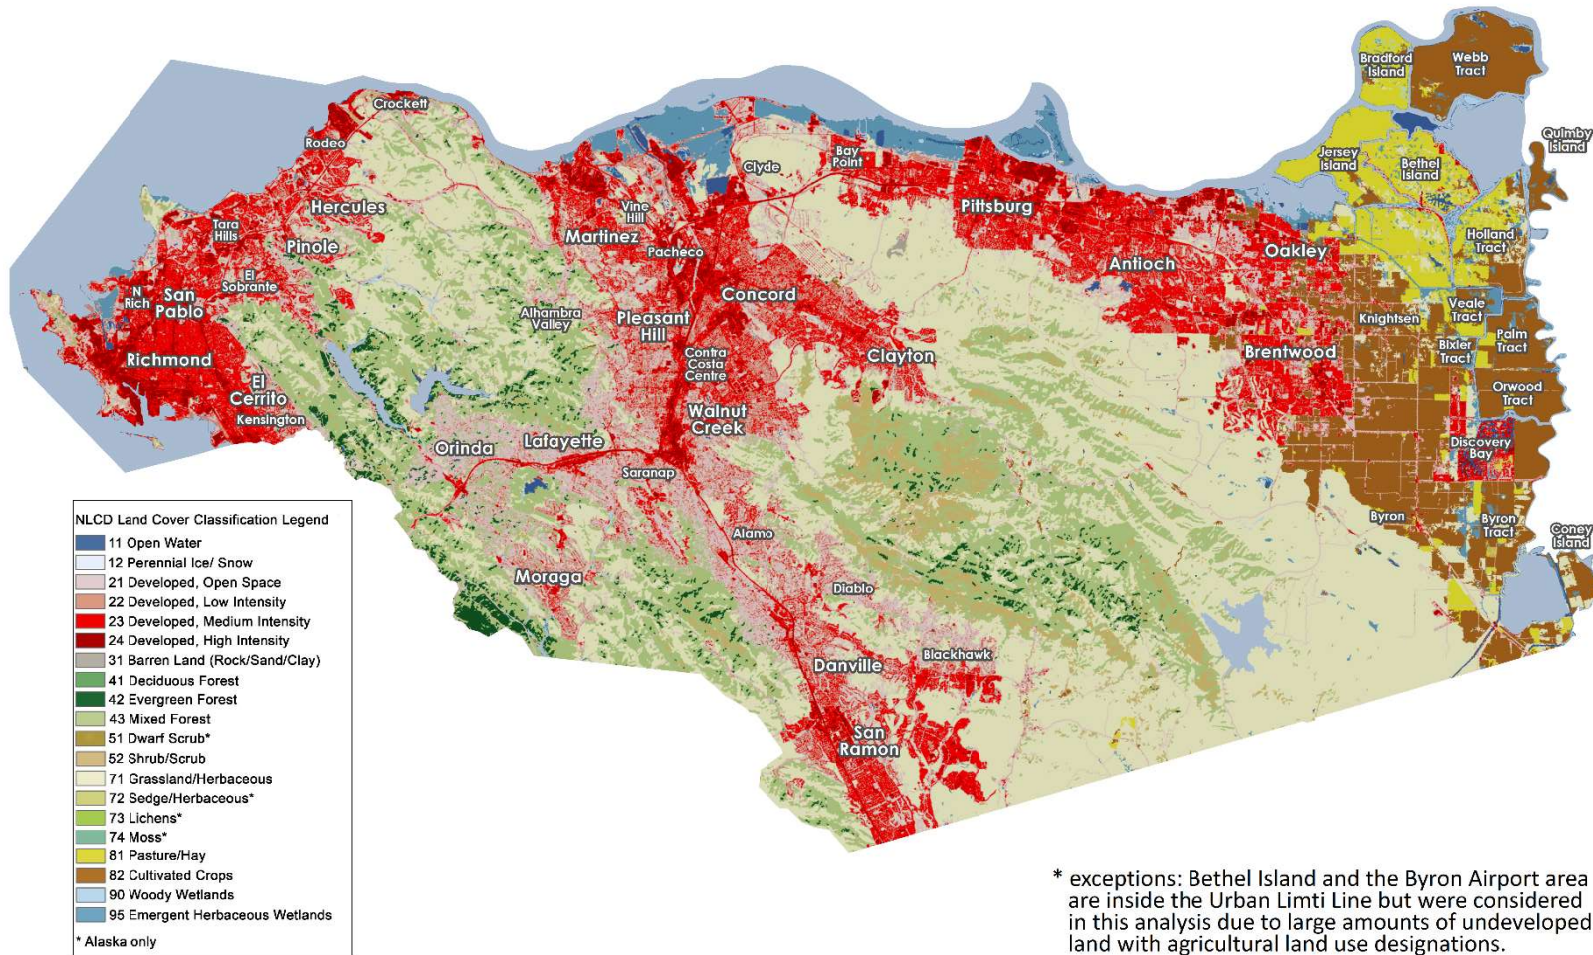 Bradford
Island
Webb
Tract
Crockett
Rodeo
Quimby
Island
Jersey
Island
Bethel
Island
Clyde
Bay
Point
Hercules
Vine
Hill
Pittsburg
Tara
Hills
Pinole
Martinez
Pacheco
Oakley
Holland
Tract
Antioch
El
Sobrante
N
Rich
San
Pablo
Concord
Alhambra
Valley
Pleasant
Hill
Knightsen
Veale
Tract
Bixler
Tract
Palm
Tract
Richmond
Contra
Costa
Centre
Clayton
Brentwood
Orwood
Tract
El
Cerrito
Kensington
Walnut
Creek
Orinda
Lafayette
Saranap
Discovery
Bay
Byron
Byron
Tract
Coney
Island
Alamo
Moraga
Diablo
Danville
Blackhawk
San
Ramon
NLCD Land Cover Classification Legend
11 Open Water
12 Perennial Ice/ Snow
21 Developed, Open Space
22 Developed, Low Intensity
23 Developed, Medium Intensity
24 Developed, High Intensity
31 Barren Land (Rock/Sand/Clay)
41 Deciduous Forest
42 Evergreen Forest
43 Mixed Forest
51 Dwarf Scrub*
52 Shrub/Scrub
71 Grassland/Herbaceous
72 Sedge/Herbaceous*
73 Lichens*
74 Moss*
81 Pasture/Hay
82 Cultivated Crops
90 Woody Wetlands
95 Emergent Herbaceous Wetlands
* Alaska only
* exceptions: Bethel Island and the Byron Airport area
are inside the Urban Limti Line but were considered
in this analysis due to large amounts of undeveloped
land with agricultural land use designations.